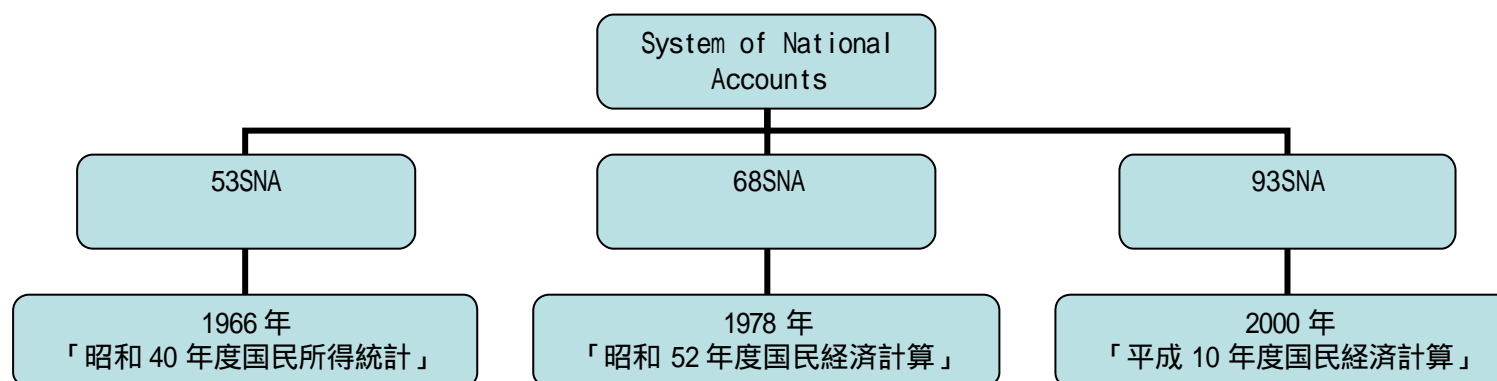 System of National
Accounts
53SNA
68SNA
93SNA
1966 年
「昭和 40 年度国民所得統計」
1978 年
「昭和 52 年度国民経済計算」
2000 年
「平成 10 年度国民経済計算」